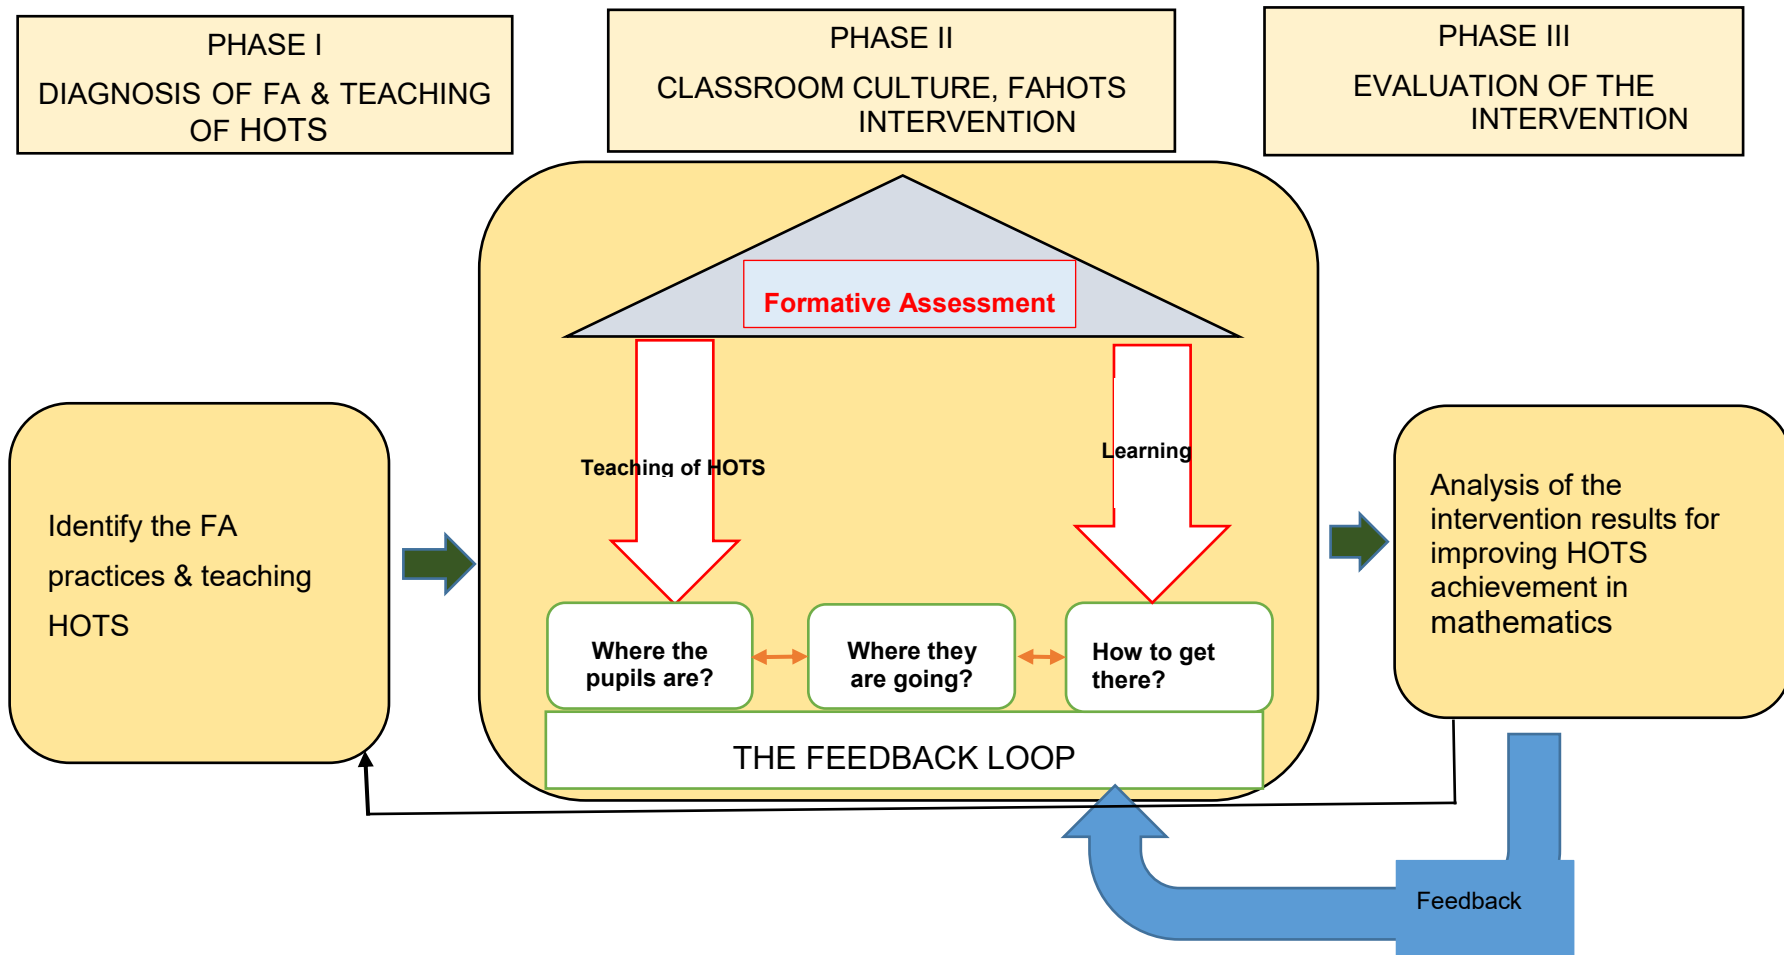 PHASE I
DIAGNOSIS OF FA & TEACHING
OF HOTS
PHASE II
CLASSROOM CULTURE, FAHOTS
INTERVENTION
PHASE III
EVALUATION OF THE
INTERVENTION
Formative Assessment
Teaching of HOTS
Learning
Identify the FA
practices & teaching
HOTS
Where the
pupils are?
Where they
are going?
How to get
there?
THE FEEDBACK LOOP
Analysis of the
intervention results for
improving HOTS
achievement in
mathematics
Feedback